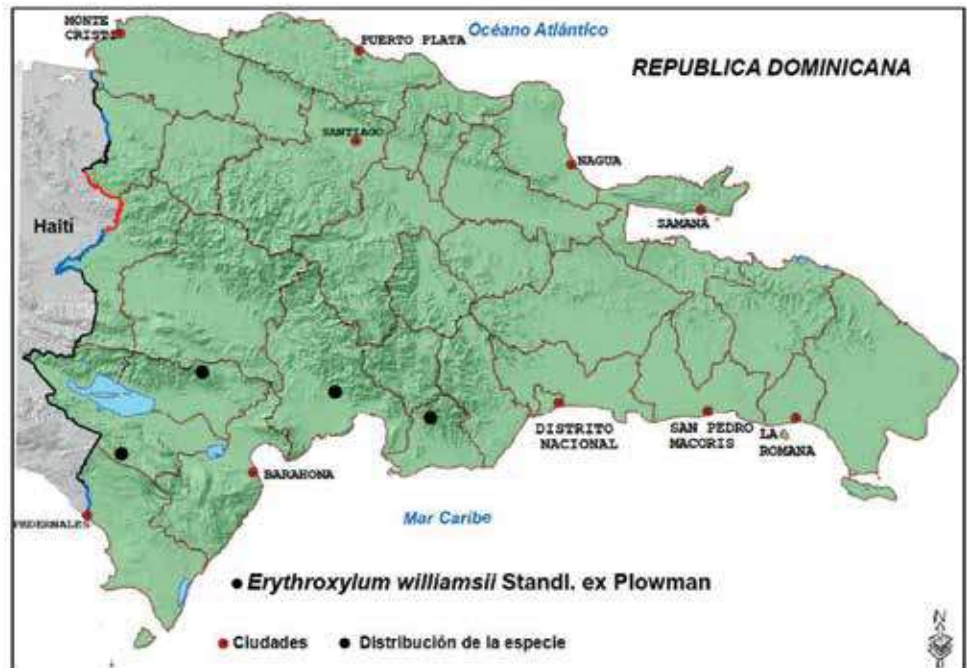 MONTE
CRISTI
PUERTO PLATA
Océano Atlántico
REPUBLICA DOMINICANA
SANTIAGO
NAGUA
SAMANÁ
Haití
DISTRITO
NACIONAL
SAN PEDRO
MACORIS
LA
ROMANA
BARAHONA
PEDERNALES
Mar Caribe
Erythroxylum williamsii Standl. ex Plowman
Ciudades
Distribución de la especie
N